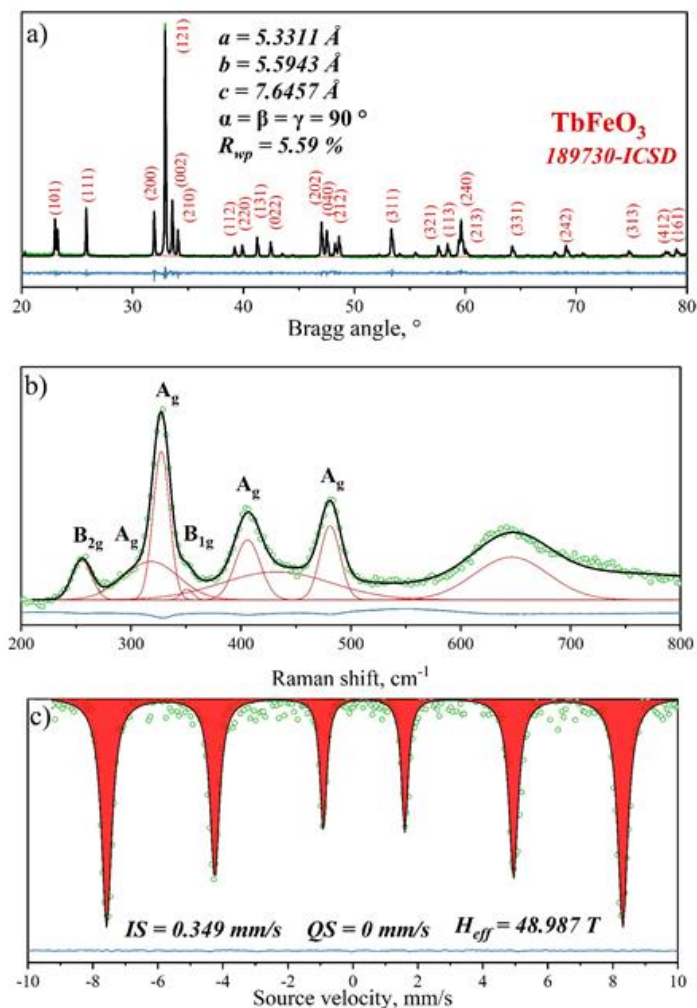 a)
a = 5.3311 Å
b = 5.5943 Å
c = 7.6457 Å
α = β = γ = 90 °
R_wp = 5.59 %
TbFeO₃
189730-ICSD
(101)
(111)
(200)
(121)
(002)
(210)
(112)
(220)
(131)
(022)
(202)
(040)
(212)
(311)
(321)
(113)
(240)
(213)
(331)
(242)
(313)
(412)
(161)
20 30 40 50 60 70 80
Bragg angle, °
b)
B₂g
Ag
Ag
B₁g
Ag
Ag
200 300 400 500 600 700 800
Raman shift, cm⁻¹
c)
IS = 0.349 mm/s QS = 0 mm/s H_eff = 48.987 T
-10 -8 -6 -4 -2 0 2 4 6 8 10
Source velocity, mm/s